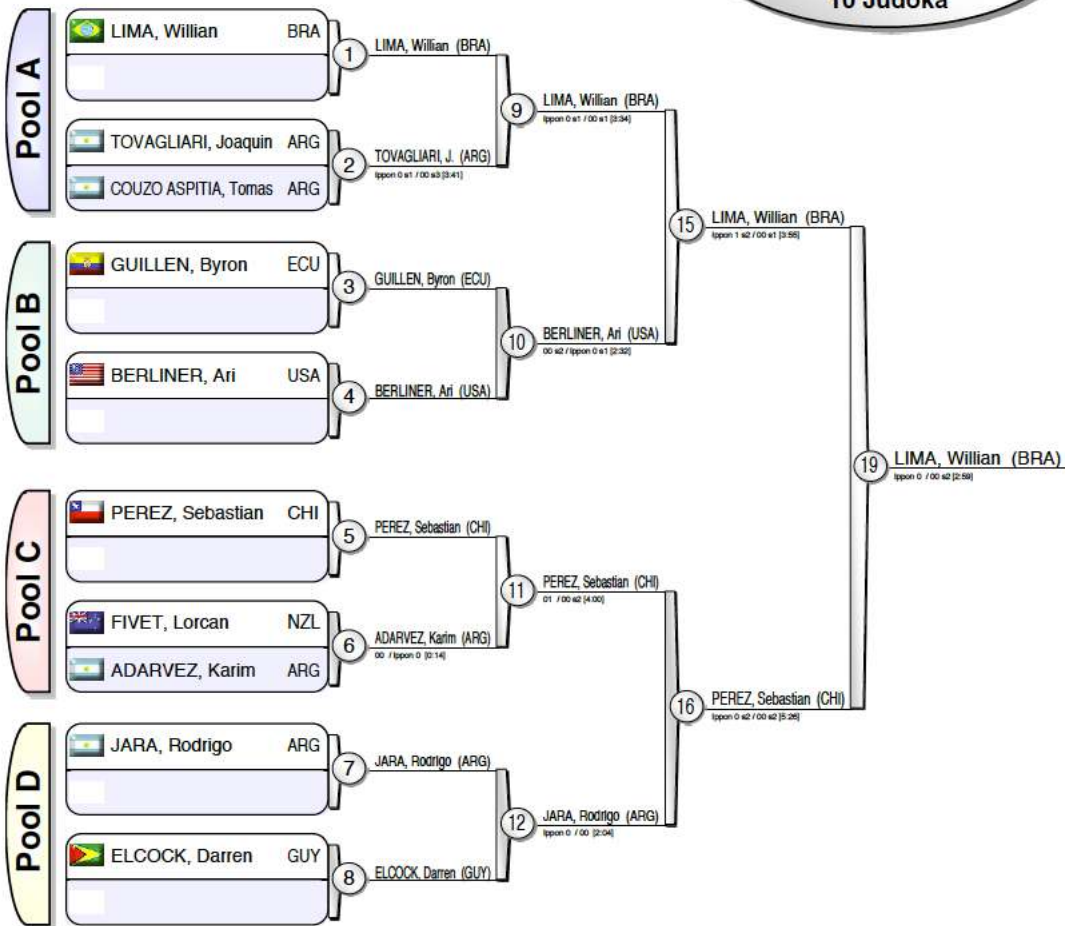 10 Judoka
Pool A
LIMA, Willian BRA
1
LIMA, Willian (BRA)
TOVAGLIARI, Joaquin ARG
COUZO ASPITIA, Tomas ARG
2
TOVAGLIARI, J. (ARG)
Ippon 0 s1 / 00 s3 [3:41]
9
LIMA, Willian (BRA)
Ippon 0 s1 / 00 s1 [3:34]
Pool B
GUILLEN, Byron ECU
3
GUILLEN, Byron (ECU)
BERLINER, Ari USA
4
BERLINER, Ari (USA)
10
BERLINER, Ari (USA)
00 s2 / Ippon 0 s1 [2:32]
15
LIMA, Willian (BRA)
Ippon 1 s2 / 00 s1 [3:55]
Pool C
PEREZ, Sebastian CHI
5
PEREZ, Sebastian (CHI)
FIVET, Lorcan NZL
ADARVEZ, Karim ARG
6
ADARVEZ, Karim (ARG)
00 / Ippon 0 [0:14]
11
PEREZ, Sebastian (CHI)
01 / 00 s2 [4:00]
Pool D
JARA, Rodrigo ARG
7
JARA, Rodrigo (ARG)
ELCOCK, Darren GUY
8
ELCOCK, Darren (GUY)
12
JARA, Rodrigo (ARG)
Ippon 0 / 00 [2:04]
16
PEREZ, Sebastian (CHI)
Ippon 0 s2 / 00 s2 [5:26]
19
LIMA, Willian (BRA)
Ippon 0 / 00 s2 [2:59]